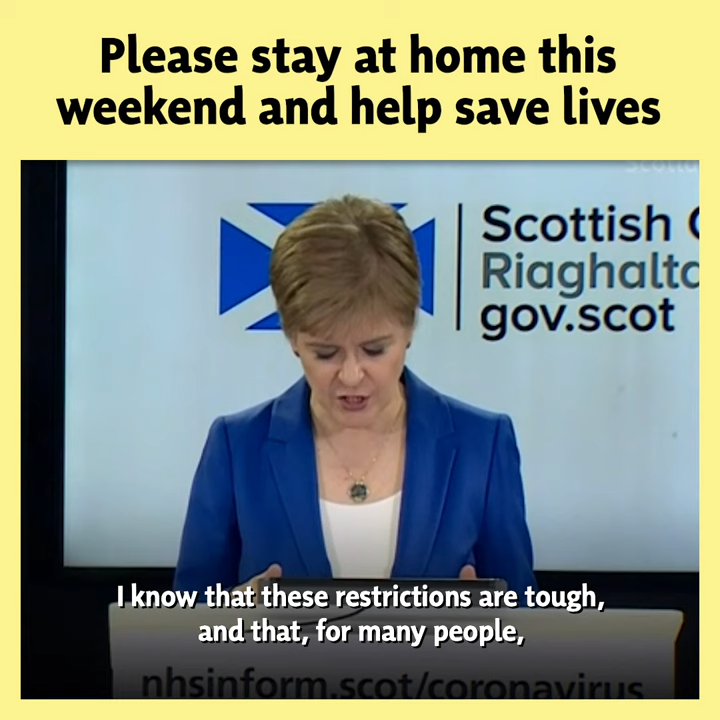 Please stay at home this
weekend and help save lives
Scottish
Riaghalta
gov.scot
I know that these restrictions are tough,
and that, for many people,
nhsinform.scot/coronavirus